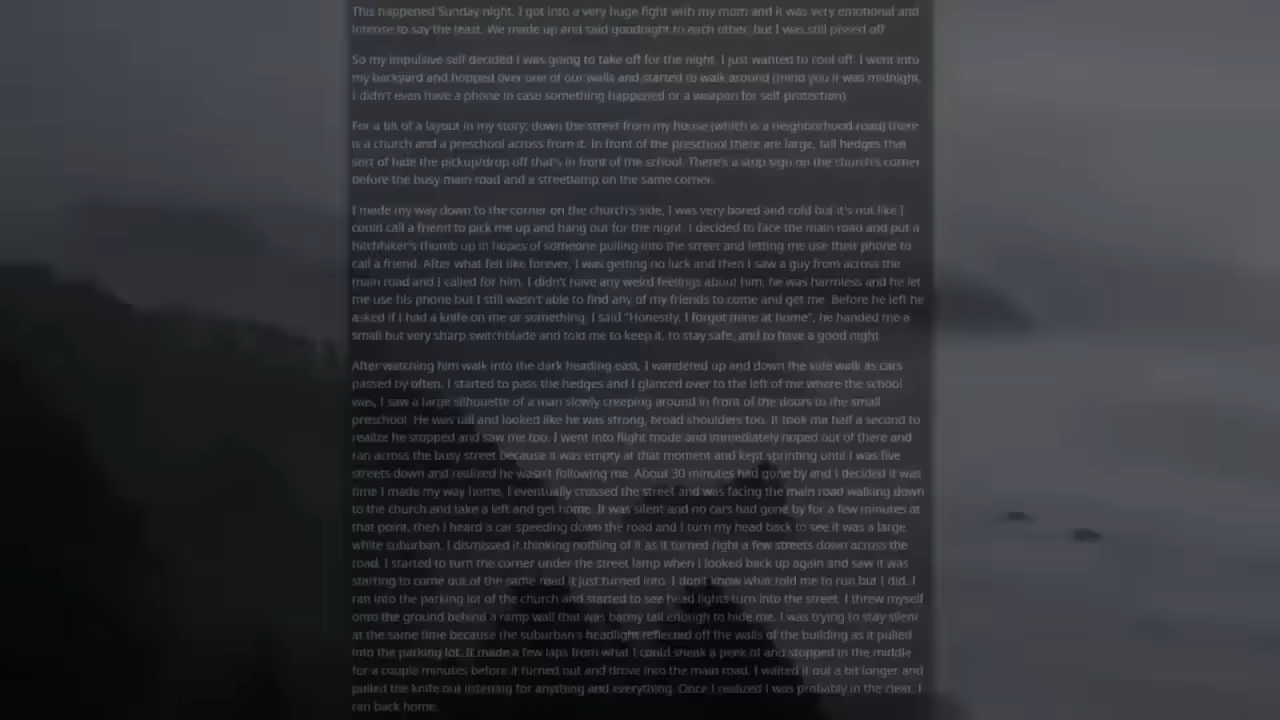 This happened Sunday night. I got into a very huge fight with my mom and it was very emotional and
intense to say the least. We made up and said goodnight to each other, but I was still pissed off
So my impulsive self decided I was going to take off for the night. I just wanted to cool off. I went into
my backyard and hopped over one of our walls and started to walk around (mind you it was midnight,
I didn't even have a phone in case something happened or a weapon for self-protection)
For a bit of a layout in my story; down the street from my house (which is a neighborhood road) there
is a church and a preschool across from it. In front of the preschool there are large, tall hedges that
sort of hide the pickup/drop off that's in front of the school. There's a stop sign on the church's corner
before the busy main road and a streetlamp on the same corner.
I made my way down to the corner on the church's side, I was very bored and cold but it's not like I
could call a friend to pick me up and hang out for the night. I decided to face the main road and put a
hitchhiker's thumb up in hopes of someone pulling into the street and letting me use their phone to
call a friend. After what felt like forever, I was getting no luck and then I saw a guy from across the
main road and I called for him. I didn't have any weird feelings about him, he was harmless and he let
me use his phone but I still wasn't able to find any of my friends to come and get me. Before he left he
asked if I had a knife on me or something. I said "Honestly, I forgot mine at home", he handed me a
small but very sharp switchblade and told me to keep it, to stay safe, and to have a good night.
After watching him walk into the dark heading east, I wandered up and down the side walk as cars
passed by often. I started to pass the hedges and I glanced over to the left of me where the school
was, I saw a large silhouette of a man slowly creeping around in front of the doors to the small
preschool. He was tall and looked like he was strong, broad shoulders too. It took me half a second to
realize he stopped and saw me too. I went into flight mode and immediately noped out of there and
ran across the busy street because it was empty at that moment and kept sprinting until I was five
streets down and realized he wasn't following me. About 30 minutes had gone by and I decided it was
time I made my way home. I eventually crossed the street and was facing the main road walking down
to the church and take a left and get home. It was silent and no cars had gone by for a few minutes at
that point, then I heard a car speeding down the road and I turn my head back to see it was a large
white suburban. I dismissed it thinking nothing of it as it turned right a few streets down across the
road. I started to turn the corner under the street lamp when I looked back up again and saw it was
starting to come out of the same road it just turned into. I don't know what told me to run but I did. I
ran into the parking lot of the church and started to see head lights turn into the street. I threw myself
onto the ground behind a ramp wall that was barely tall enough to hide me. I was trying to stay silent
at the same time because the suburban's headlight reflected off the walls of the building as it pulled
into the parking lot. It made a few laps from what I could sneak a peek of and stopped in the middle
for a couple minutes before it turned out and drove into the main road. I waited it out a bit longer and
pulled the knife out listening for anything and everything. Once I realized I was probably in the clear, I
ran back home.